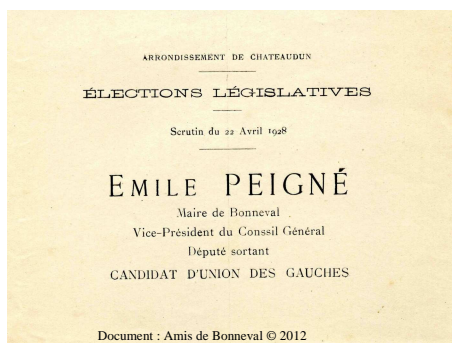 ARRONDISSEMENT DE CHATEAUDUN
ÉLECTIONS LÉGISLATIVES
Scrutin du 22 Avril 1928
EMILE PEIGNÉ
Maire de Bonneval
Vice-Président du Conssil Général
Député sortant
CANDIDAT D'UNION DES GAUCHES
Document : Amis de Bonneval © 2012